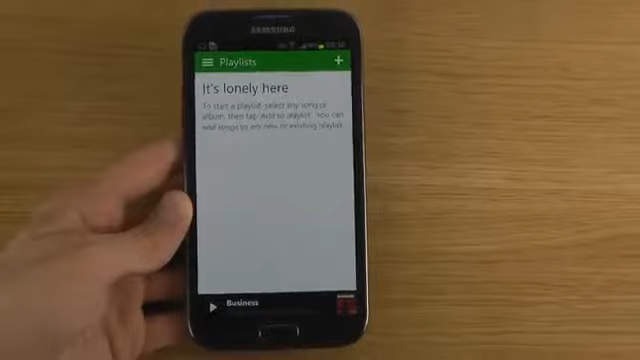 SAMSUNG
Playlists
It's lonely here
To start a playlist, select any song or
album, then tap "Add to playlist". You can
add songs to any new or existing playlist.
Business